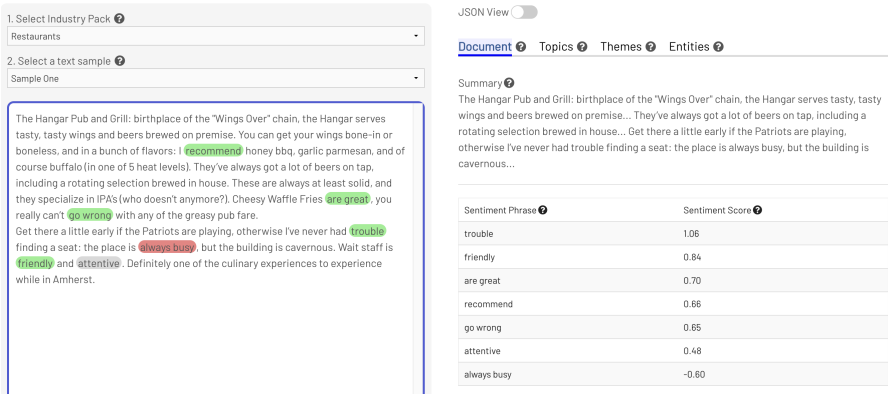 1. Select Industry Pack
Restaurants
2. Select a text sample
Sample One
The Hangar Pub and Grill: birthplace of the "Wings Over" chain, the Hangar serves
tasty, tasty wings and beers brewed on premise. You can get your wings bone-in or
boneless, and in a bunch of flavors: I recommend honey bbq, garlic parmesan, and of
course buffalo (in one of 5 heat levels). They've always got a lot of beers on tap,
including a rotating selection brewed in house. These are always at least solid, and
they specialize in IPA's (who doesn't anymore?). Cheesy Waffle Fries are great, you
really can't go wrong with any of the greasy pub fare.
Get there a little early if the Patriots are playing, otherwise I've never had trouble
finding a seat: the place is always busy, but the building is cavernous. Wait staff is
friendly and attentive. Definitely one of the culinary experiences to experience
while in Amherst.
JSON View
Document ? Topics ? Themes ? Entities ?
Summary ?
The Hangar Pub and Grill: birthplace of the "Wings Over" chain, the Hangar serves tasty, tasty
wings and beers brewed on premise... They've always got a lot of beers on tap, including a
rotating selection brewed in house... Get there a little early if the Patriots are playing,
otherwise I've never had trouble finding a seat: the place is always busy, but the building is
cavernous...
Sentiment Phrase ? Sentiment Score ?
trouble 1.06
friendly 0.84
are great 0.70
recommend 0.66
go wrong 0.65
attentive 0.48
always busy -0.60